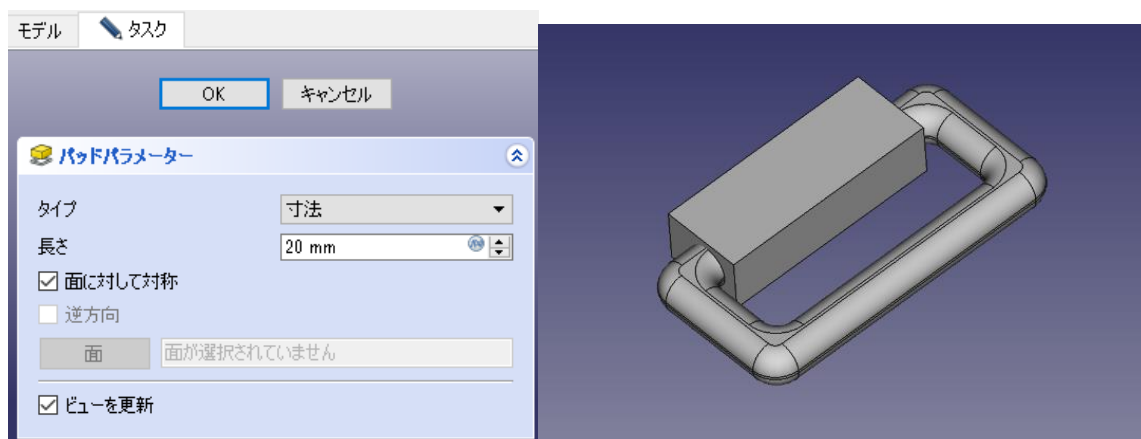 モデル タスク
OK キャンセル
パッドパラメーター
タイプ 寸法
長さ 20 mm
面に対して対称
逆方向
面 面が選択されていません
ビューを更新